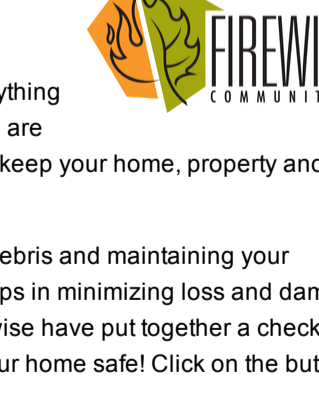 FIREWI
COMMUNIT
ything
are
keep your home, property and
ebris and maintaining your
ps in minimizing loss and dam
wise have put together a check
ur home safe! Click on the but